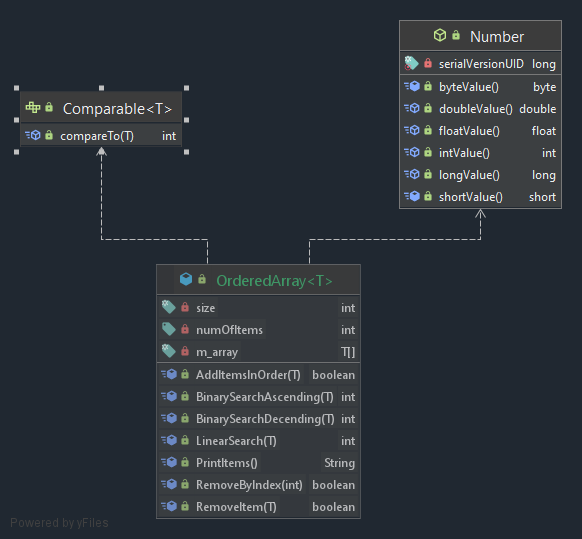 Number
serialVersionUID long
byteValue() byte
doubleValue() double
floatValue() float
intValue() int
longValue() long
shortValue() short
Comparable<T>
compareTo(T) int
OrderedArray<T>
size int
numOfItems int
m_array T[]
AddItemsInOrder(T) boolean
BinarySearchAscending(T) int
BinarySearchDecending(T) int
LinearSearch(T) int
PrintItems() String
RemoveByIndex(int) boolean
RemoveItem(T) boolean
Powered by yFiles